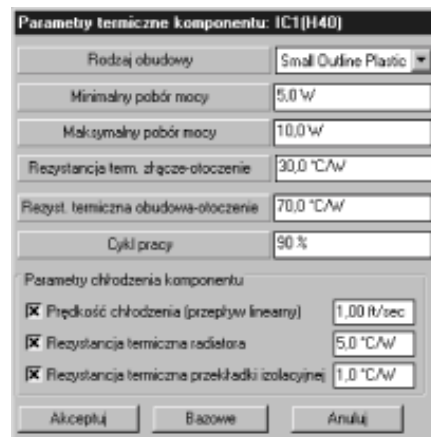 Parametry termiczne komponentu: IC1(H40)
Rodzaj obudowy Small Outline Plastic
Minimalny pobór mocy 5,0 W
Maksymalny pobór mocy 10,0 W
Rezystancja term. złącze-otoczenie 30,0 °C/W
Rezyst. termiczna obudowa-otoczenie 70,0 °C/W
Cykl pracy 90 %
Parametry chłodzenia komponentu
Prędkość chłodzenia (przepływ linearny) 1,00 ft/sec
Rezystancja termiczna radiatora 5,0 °C/W
Rezystancja termiczna przekładki izolacyjnej 1,0 °C/W
Akceptuj Bazowe Anuluj